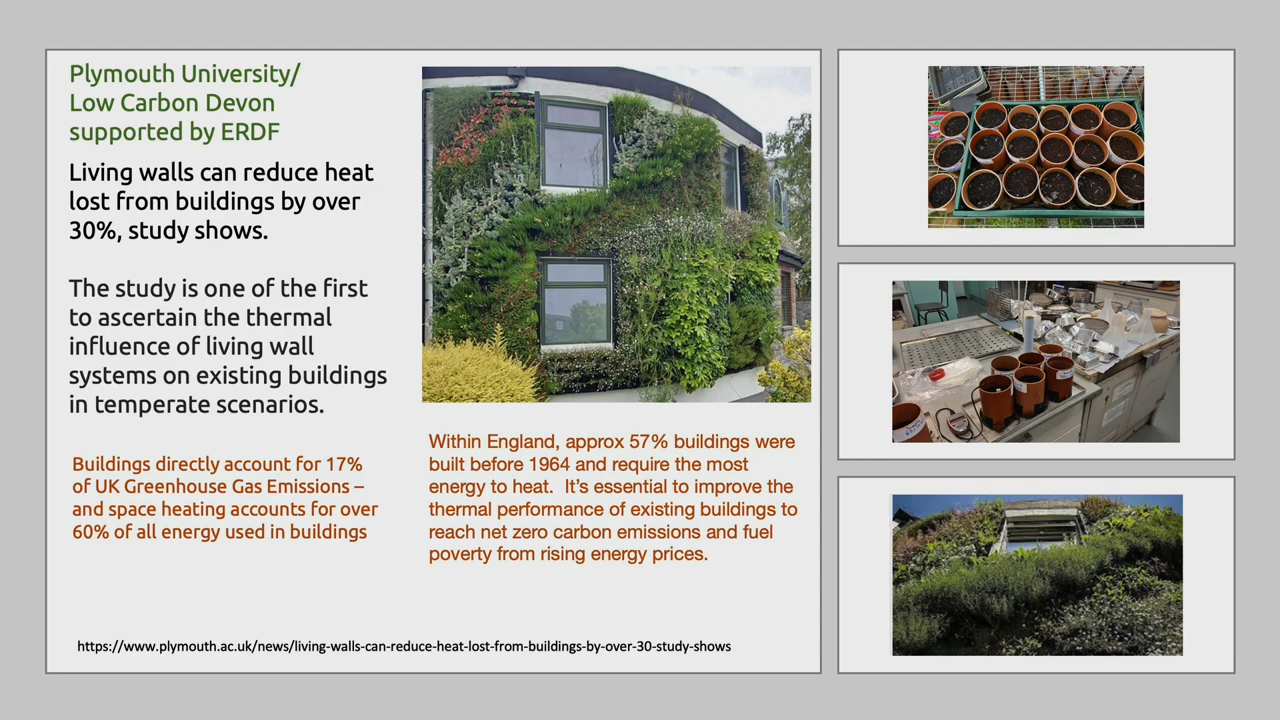 Plymouth University/
Low Carbon Devon
supported by ERDF
Living walls can reduce heat
lost from buildings by over
30%, study shows.
The study is one of the first
to ascertain the thermal
influence of living wall
systems on existing buildings
in temperate scenarios.
Buildings directly account for 17%
of UK Greenhouse Gas Emissions –
and space heating accounts for over
60% of all energy used in buildings
Within England, approx 57% buildings were
built before 1964 and require the most
energy to heat.  It’s essential to improve the
thermal performance of existing buildings to
reach net zero carbon emissions and fuel
poverty from rising energy prices.
https://www.plymouth.ac.uk/news/living-walls-can-reduce-heat-lost-from-buildings-by-over-30-study-shows